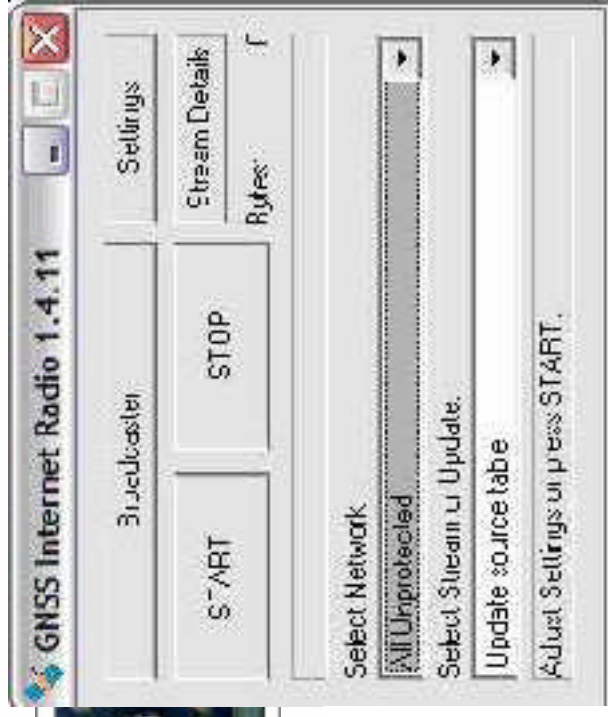 GNSS Internet Radio 1.4.11
Broadcaster Settings
START STOP Stream Details
Bytes:
Select Network
All Unprotected
Select Stream or Update.
Update source table
Adjust Settings or press START.